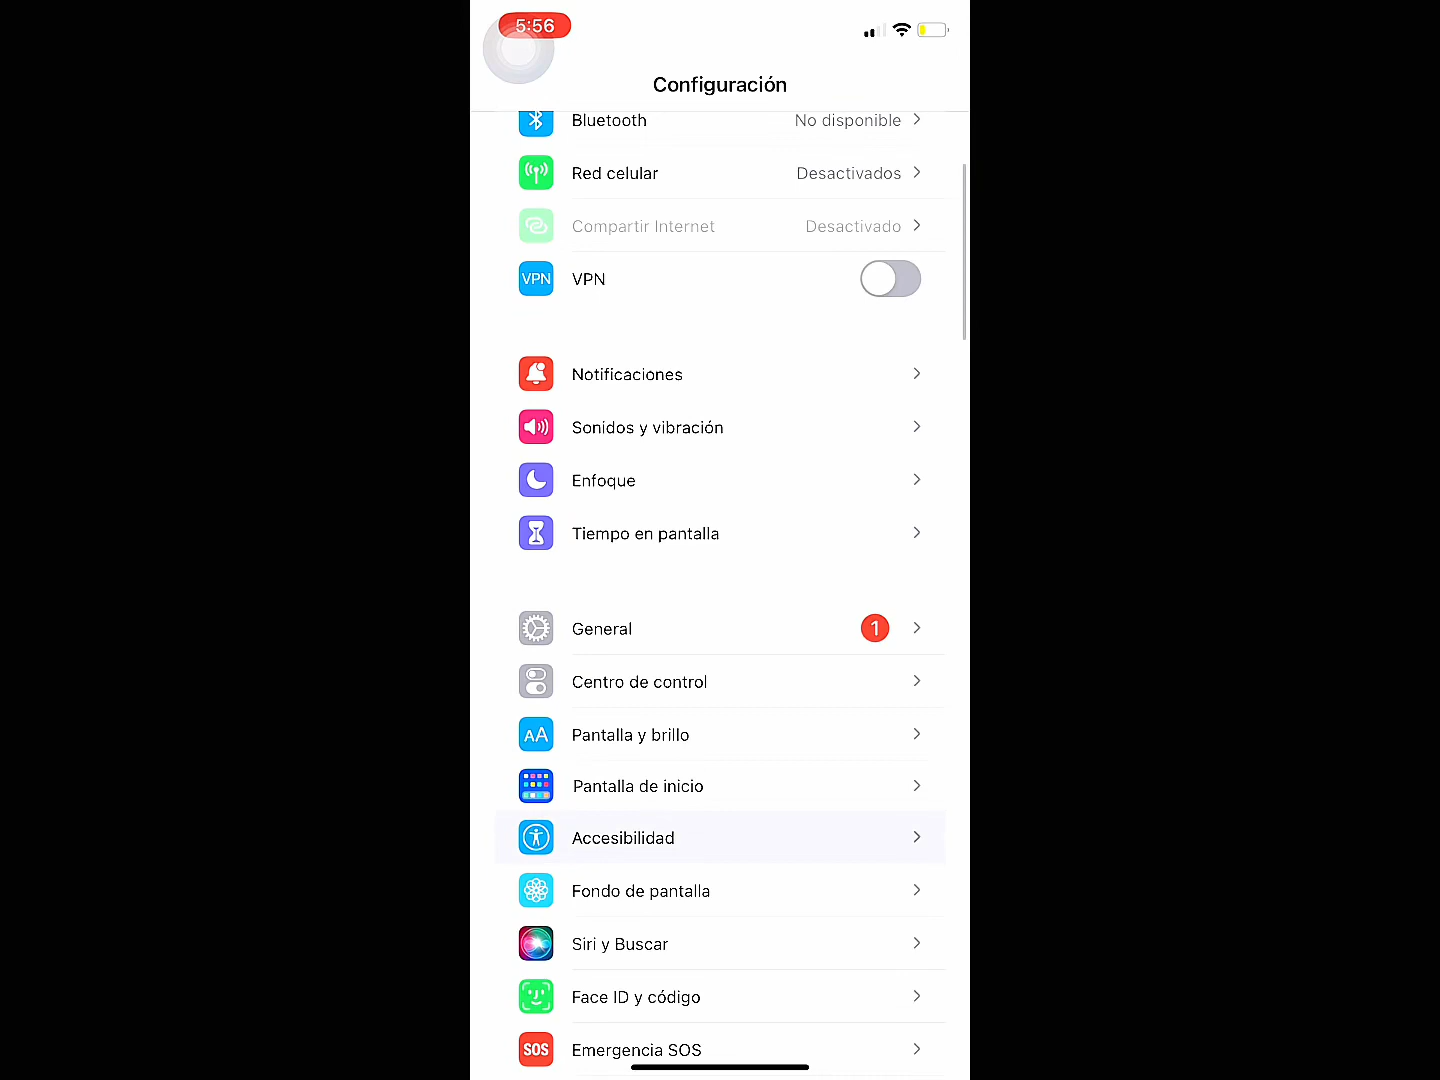 5:56
Configuración
Bluetooth No disponible
Red celular Desactivados
Compartir Internet Desactivado
VPN VPN
Notificaciones
Sonidos y vibración
Enfoque
Tiempo en pantalla
General 1
Centro de control
AA Pantalla y brillo
Pantalla de inicio
Accesibilidad
Fondo de pantalla
Siri y Buscar
Face ID y código
SOS Emergencia SOS